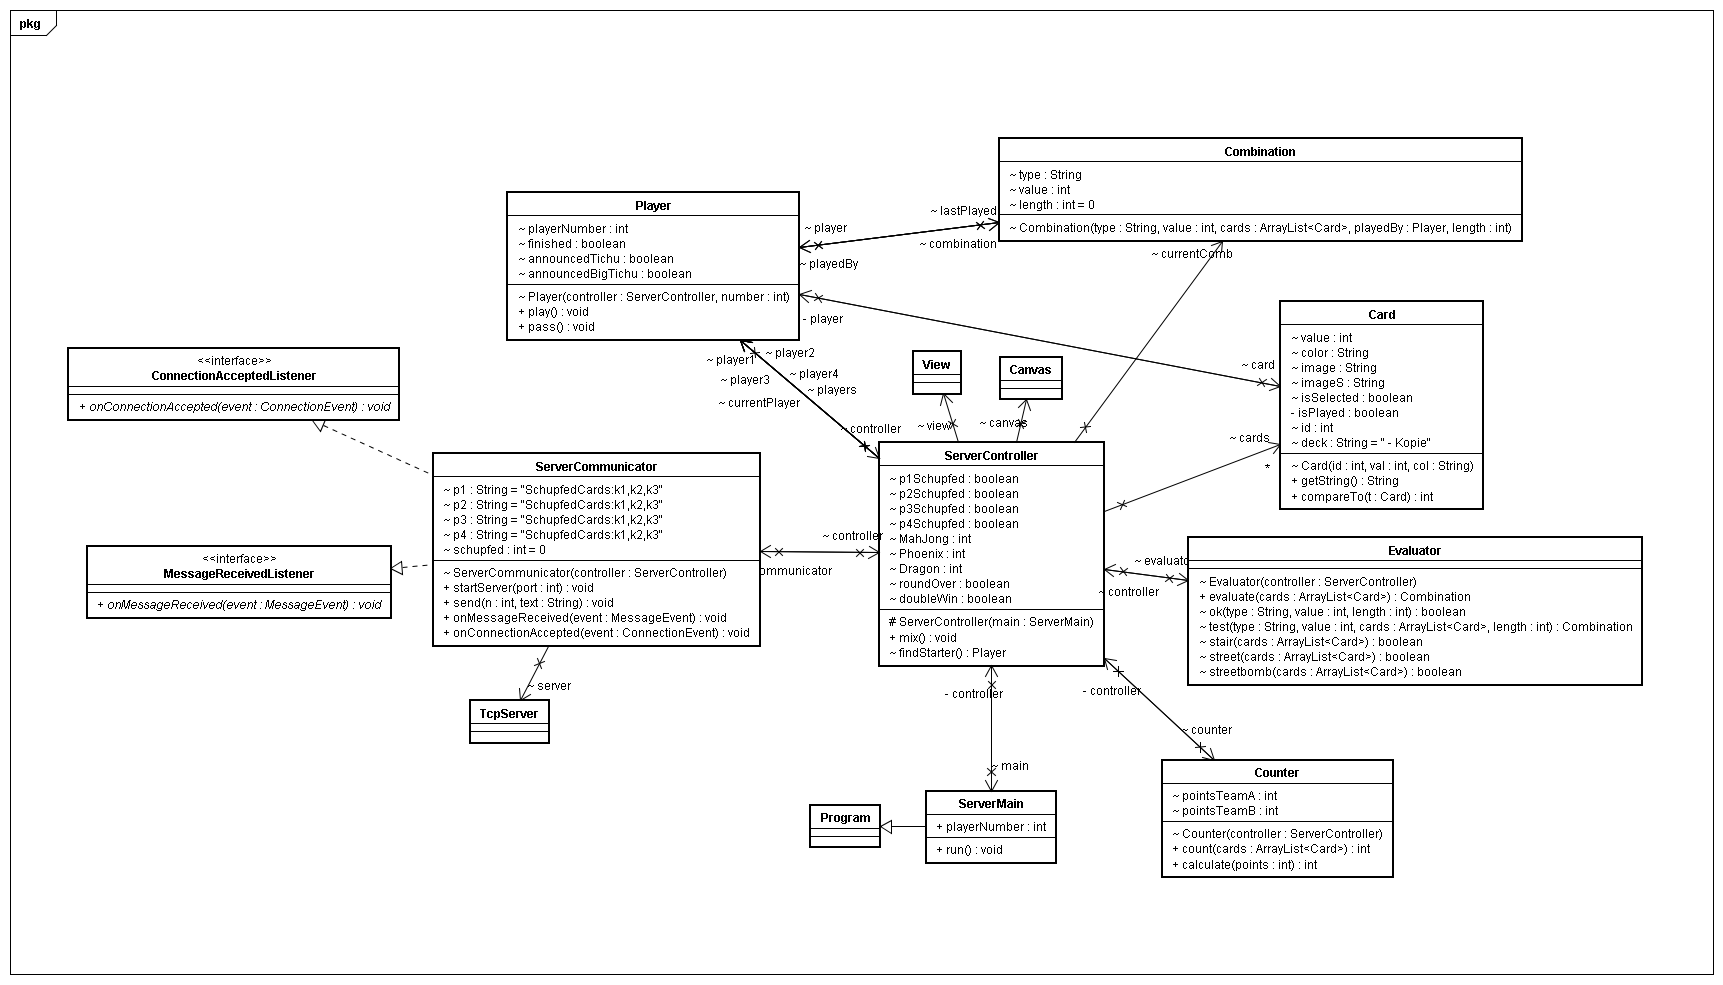 pkg
Combination
~ type : String
~ value : int
~ length : int = 0
~ Combination(type : String, value : int, cards : ArrayList<Card>, playedBy : Player, length : int)
Player
~ playerNumber : int
~ finished : boolean
~ announcedTichu : boolean
~ announcedBigTichu : boolean
~ Player(controller : ServerController, number : int)
+ play() : void
+ pass() : void
~ lastPlayed
~ player
~ combination
~ playedBy
~ currentComb
- player
~ card
Card
~ value : int
~ color : String
~ image : String
~ imageS : String
~ isSelected : boolean
- isPlayed : boolean
~ id : int
~ deck : String = " - Kopie"
~ Card(id : int, val : int, col : String)
+ getString() : String
+ compareTo(t : Card) : int
<<interface>>
ConnectionAcceptedListener
+ onConnectionAccepted(event : ConnectionEvent) : void
~ player1
~ player2
~ player3
~ player4
~ players
~ currentPlayer
~ controller
View
Canvas
~ view
~ canvas
~ cards
*
ServerCommunicator
~ p1 : String = "SchupfedCards:k1,k2,k3"
~ p2 : String = "SchupfedCards:k1,k2,k3"
~ p3 : String = "SchupfedCards:k1,k2,k3"
~ p4 : String = "SchupfedCards:k1,k2,k3"
~ schupfed : int = 0
~ ServerCommunicator(controller : ServerController)
+ startServer(port : int) : void
+ send(n : int, text : String) : void
+ onMessageReceived(event : MessageEvent) : void
+ onConnectionAccepted(event : ConnectionEvent) : void
ServerController
~ p1Schupfed : boolean
~ p2Schupfed : boolean
~ p3Schupfed : boolean
~ p4Schupfed : boolean
~ MahJong : int
~ Phoenix : int
~ Dragon : int
~ roundOver : boolean
~ doubleWin : boolean
# ServerController(main : ServerMain)
+ mix() : void
~ findStarter() : Player
~ controller
ommunicator
<<interface>>
MessageReceivedListener
+ onMessageReceived(event : MessageEvent) : void
~ evaluator
~ controller
Evaluator
~ Evaluator(controller : ServerController)
+ evaluate(cards : ArrayList<Card>) : Combination
~ ok(type : String, value : int, length : int) : boolean
~ test(type : String, value : int, cards : ArrayList<Card>, length : int) : Combination
~ stair(cards : ArrayList<Card>) : boolean
~ street(cards : ArrayList<Card>) : boolean
~ streetbomb(cards : ArrayList<Card>) : boolean
~ server
TcpServer
- controller
- controller
~ counter
~ main
Program
ServerMain
+ playerNumber : int
+ run() : void
Counter
~ pointsTeamA : int
~ pointsTeamB : int
~ Counter(controller : ServerController)
+ count(cards : ArrayList<Card>) : int
+ calculate(points : int) : int